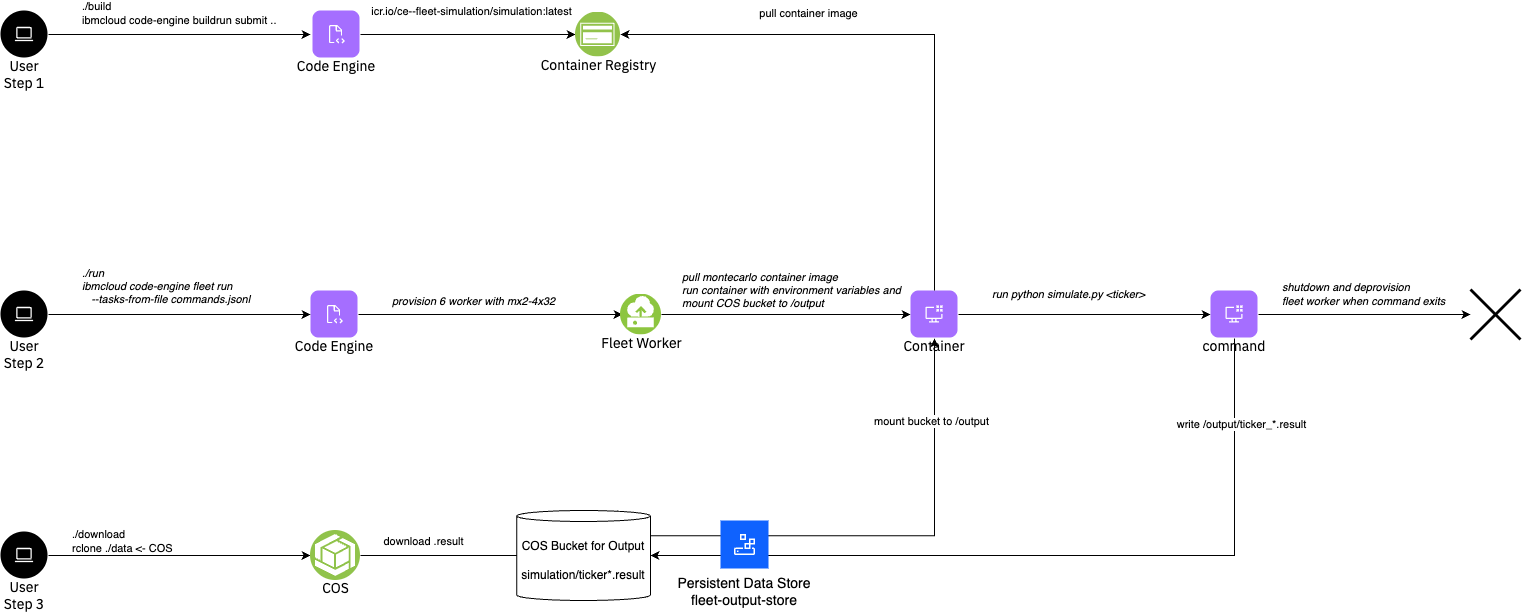 ./build
ibmcloud code-engine buildrun submit ..
icr.io/ce--fleet-simulation/simulation:latest
pull container image
User
Step 1
Code Engine
Container Registry
./run
ibmcloud code-engine fleet run
--tasks-from-file commands.jsonl
provision 6 worker with mx2-4x32
pull montecarlo container image
run container with environment variables and
mount COS bucket to /output
run python simulate.py <ticker>
shutdown and deprovision
fleet worker when command exits
User
Step 2
Code Engine
Fleet Worker
Container
command
mount bucket to /output
write /output/ticker_*.result
./download
rclone ./data <- COS
download .result
COS Bucket for Output
simulation/ticker*.result
User
Step 3
COS
Persistent Data Store
fleet-output-store